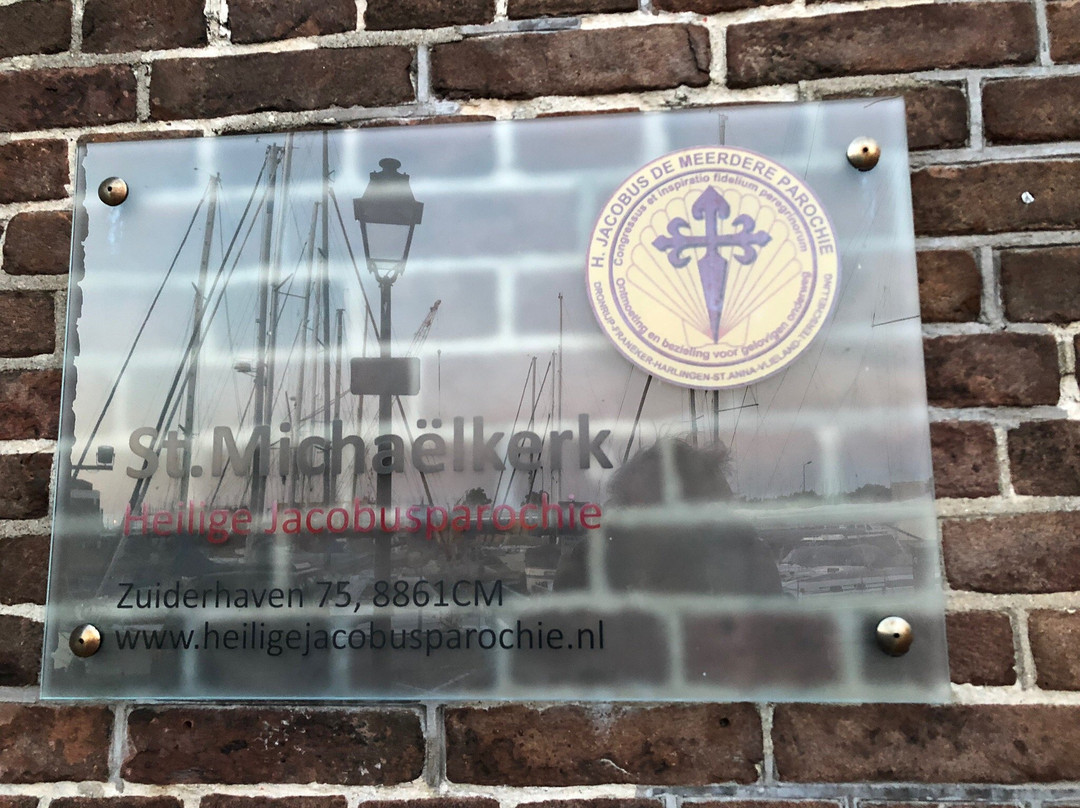 H. JACOBUS DE MEERDERE PAROCHIE
Congressus et inspiratio fidelium peregrinorum
Ontmoeting en bezieling voor gelovigen onderweg
DRONRIJP-FRANEKER-HARLINGEN-ST.ANNA-VLIELAND-TERSCHELLING
St.Michaëlkerk
Heilige Jacobusparochie
Zuiderhaven 75, 8861CM
www.heiligejacobusparochie.nl